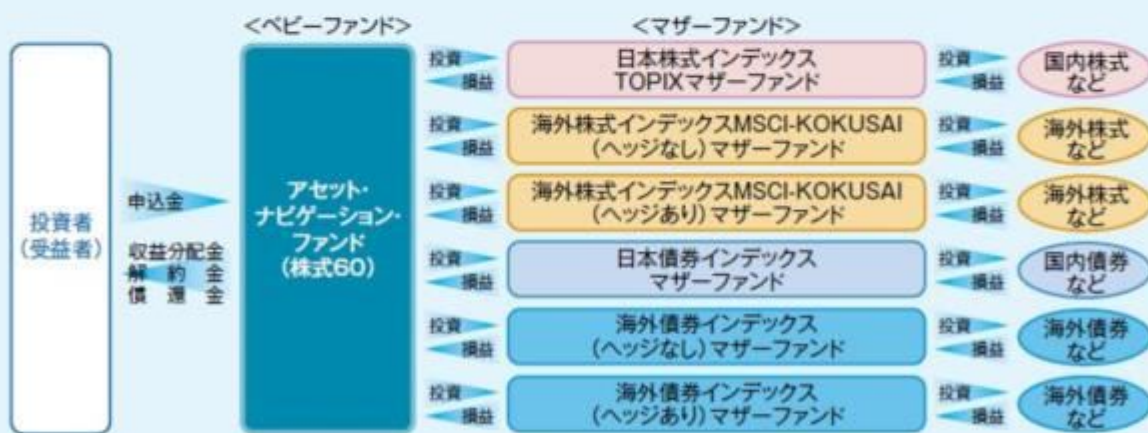 <ベビーファンド>
<マザーファンド>
投資者
(受益者)
申込金
収益分配金
解約金
償還金
アセット・
ナビゲーション・
ファンド
(株式60)
投資
損益
日本株式インデックス
TOPIXマザーファンド
投資
損益
国内株式
など
投資
損益
海外株式インデックスMSCI-KOKUSAI
(ヘッジなし)マザーファンド
投資
損益
海外株式
など
投資
損益
海外株式インデックスMSCI-KOKUSAI
(ヘッジあり)マザーファンド
投資
損益
海外株式
など
投資
損益
日本債券インデックス
マザーファンド
投資
損益
国内債券
など
投資
損益
海外債券インデックス
(ヘッジなし)マザーファンド
投資
損益
海外債券
など
投資
損益
海外債券インデックス
(ヘッジあり)マザーファンド
投資
損益
海外債券
など